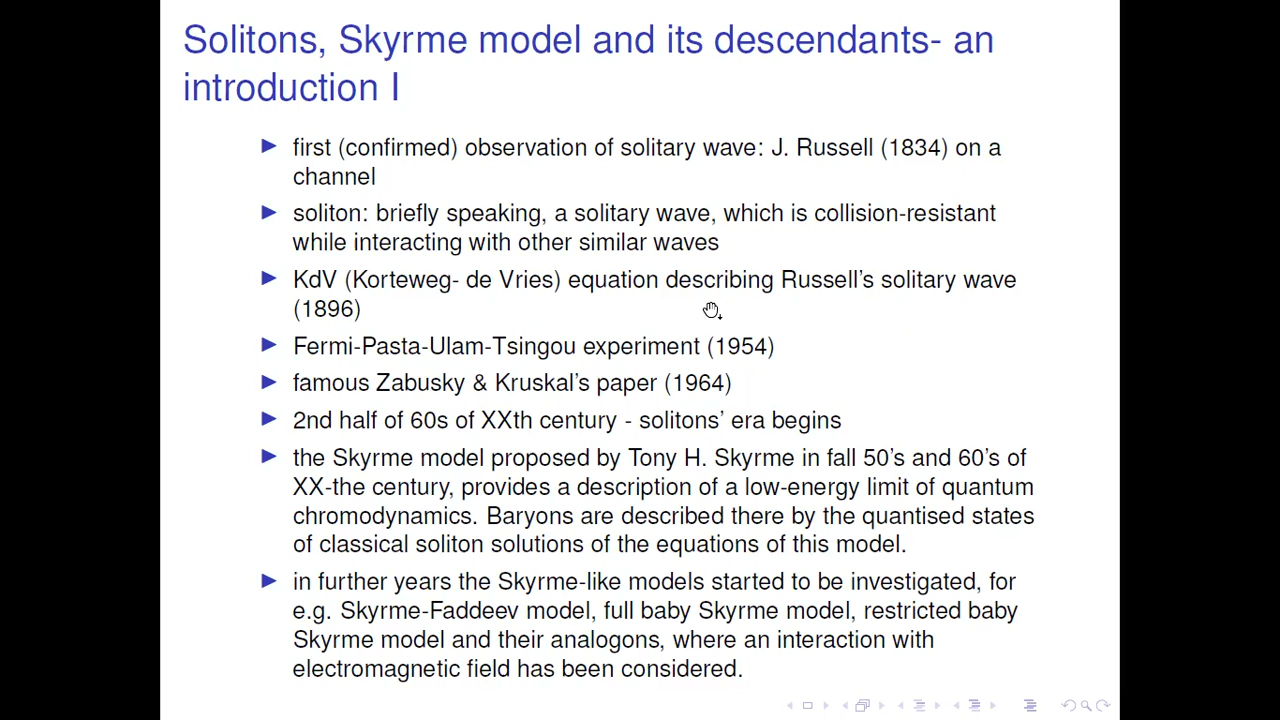 Solitons, Skyrme model and its descendants- an
introduction I
first (confirmed) observation of solitary wave: J. Russell (1834) on a
channel
soliton: briefly speaking, a solitary wave, which is collision-resistant
while interacting with other similar waves
KdV (Korteweg- de Vries) equation describing Russell's solitary wave
(1896)
Fermi-Pasta-Ulam-Tsingou experiment (1954)
famous Zabusky & Kruskal's paper (1964)
2nd half of 60s of XXth century - solitons' era begins
the Skyrme model proposed by Tony H. Skyrme in fall 50's and 60's of
XX-the century, provides a description of a low-energy limit of quantum
chromodynamics. Baryons are described there by the quantised states
of classical soliton solutions of the equations of this model.
in further years the Skyrme-like models started to be investigated, for
e.g. Skyrme-Faddeev model, full baby Skyrme model, restricted baby
Skyrme model and their analogons, where an interaction with
electromagnetic field has been considered.